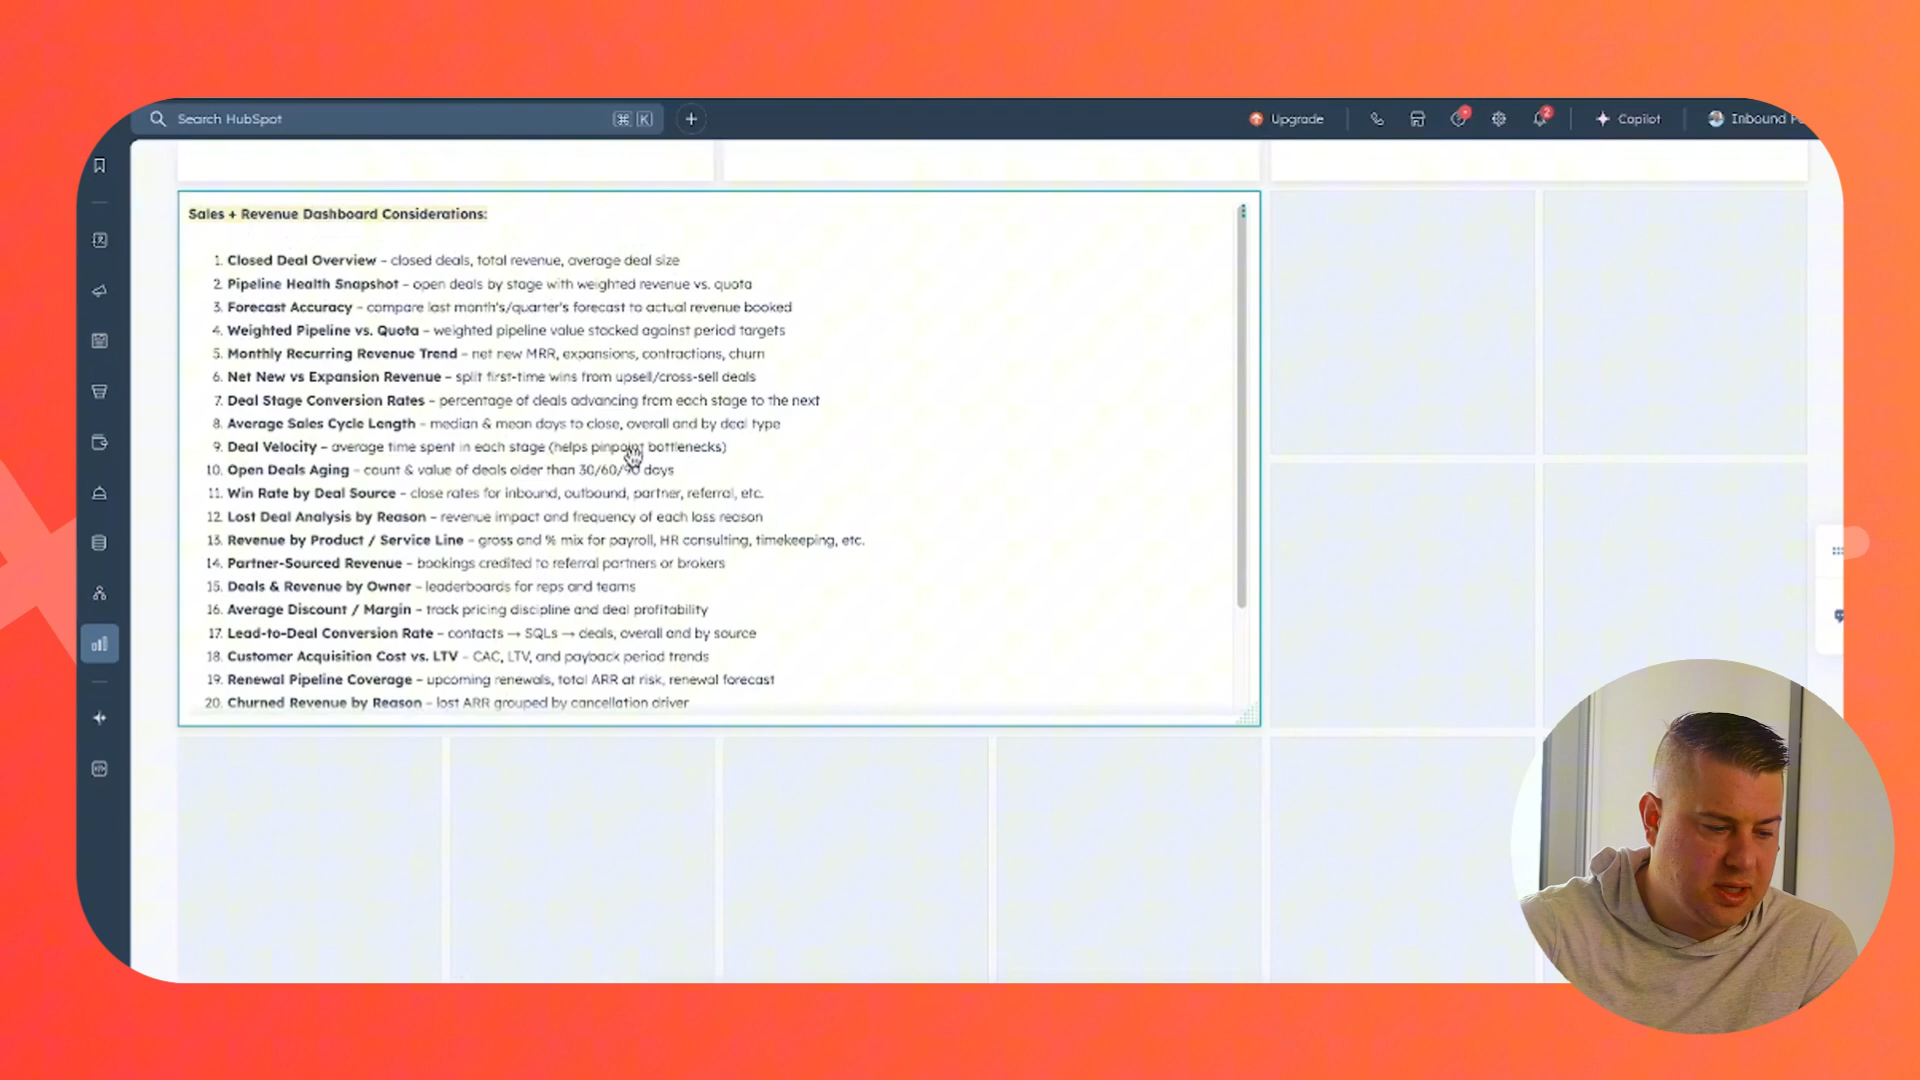 Search HubSpot
⌘ K
Upgrade
2
Copilot
Inbound
Sales + Revenue Dashboard Considerations:
1. Closed Deal Overview – closed deals, total revenue, average deal size
2. Pipeline Health Snapshot – open deals by stage with weighted revenue vs. quota
3. Forecast Accuracy – compare last month's/quarter's forecast to actual revenue booked
4. Weighted Pipeline vs. Quota – weighted pipeline value stacked against period targets
5. Monthly Recurring Revenue Trend – net new MRR, expansions, contractions, churn
6. Net New vs Expansion Revenue – split first-time wins from upsell/cross-sell deals
7. Deal Stage Conversion Rates – percentage of deals advancing from each stage to the next
8. Average Sales Cycle Length – median & mean days to close, overall and by deal type
9. Deal Velocity – average time spent in each stage (helps pinpoint bottlenecks)
10. Open Deals Aging – count & value of deals older than 30/60/90 days
11. Win Rate by Deal Source – close rates for inbound, outbound, partner, referral, etc.
12. Lost Deal Analysis by Reason – revenue impact and frequency of each loss reason
13. Revenue by Product / Service Line – gross and % mix for payroll, HR consulting, timekeeping, etc.
14. Partner-Sourced Revenue – bookings credited to referral partners or brokers
15. Deals & Revenue by Owner – leaderboards for reps and teams
16. Average Discount / Margin – track pricing discipline and deal profitability
17. Lead-to-Deal Conversion Rate – contacts → SQLs → deals, overall and by source
18. Customer Acquisition Cost vs. LTV – CAC, LTV, and payback period trends
19. Renewal Pipeline Coverage – upcoming renewals, total ARR at risk, renewal forecast
20. Churned Revenue by Reason – lost ARR grouped by cancellation driver